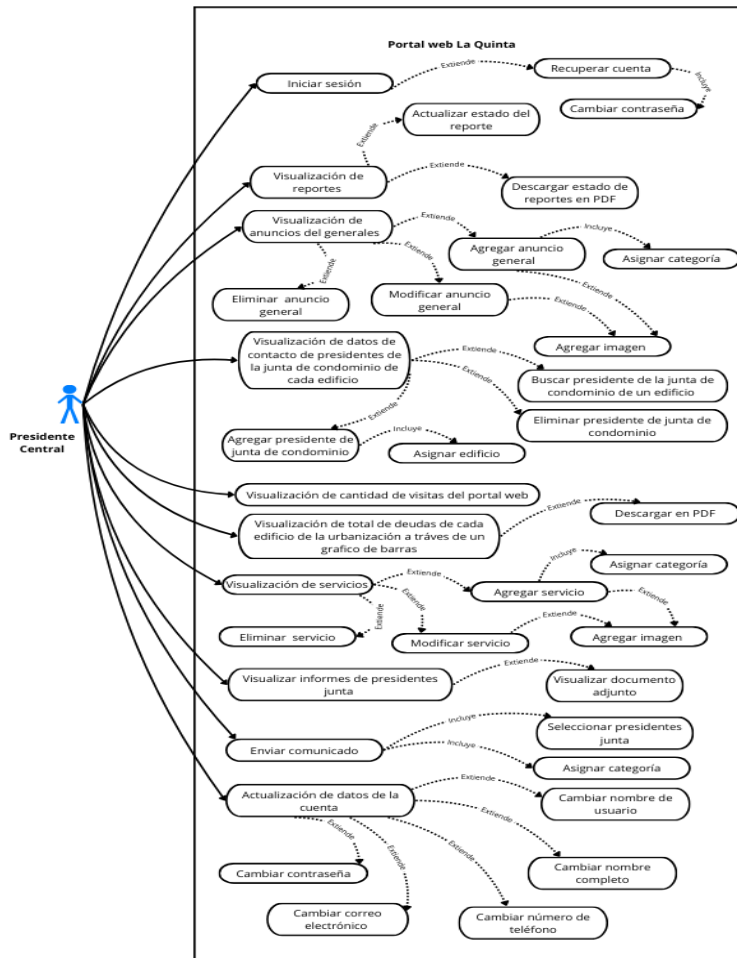 Portal web La Quinta
Iniciar sesión
Extiende
Recuperar cuenta
Incluye
Cambiar contraseña
Actualizar estado del
reporte
Extiende
Visualización de
reportes
Extiende
Descargar estado de
reportes en PDF
Visualización de
anuncios del generales
Extiende
Agregar anuncio
general
Incluye
Asignar categoría
Extiende
Eliminar anuncio
general
Extiende
Modificar anuncio
general
Extiende
Extiende
Agregar imagen
Visualización de datos de
contacto de presidentes de
la junta de condominio de
cada edificio
Extiende
Buscar presidente de la junta de
condominio de un edificio
Extiende
Eliminar presidente de junta de
condominio
Extiende
Agregar presidente de
junta de condominio
Incluye
Asignar edificio
Presidente
Central
Visualización de cantidad de visitas del portal web
Visualización de total de deudas de cada
edificio de la urbanización a tráves de un
grafico de barras
Extiende
Descargar en PDF
Visualización de servicios
Extiende
Agregar servicio
Incluye
Asignar categoría
Extiende
Eliminar servicio
Extiende
Modificar servicio
Extiende
Extiende
Agregar imagen
Visualizar informes de presidentes
junta
Extiende
Visualizar documento
adjunto
Enviar comunicado
Incluye
Seleccionar presidentes
junta
Incluye
Asignar categoría
Actualización de datos de la
cuenta
Extiende
Cambiar nombre de
usuario
Extiende
Cambiar nombre
completo
Extiende
Cambiar contraseña
Extiende
Cambiar correo
electrónico
Extiende
Cambiar número de
teléfono